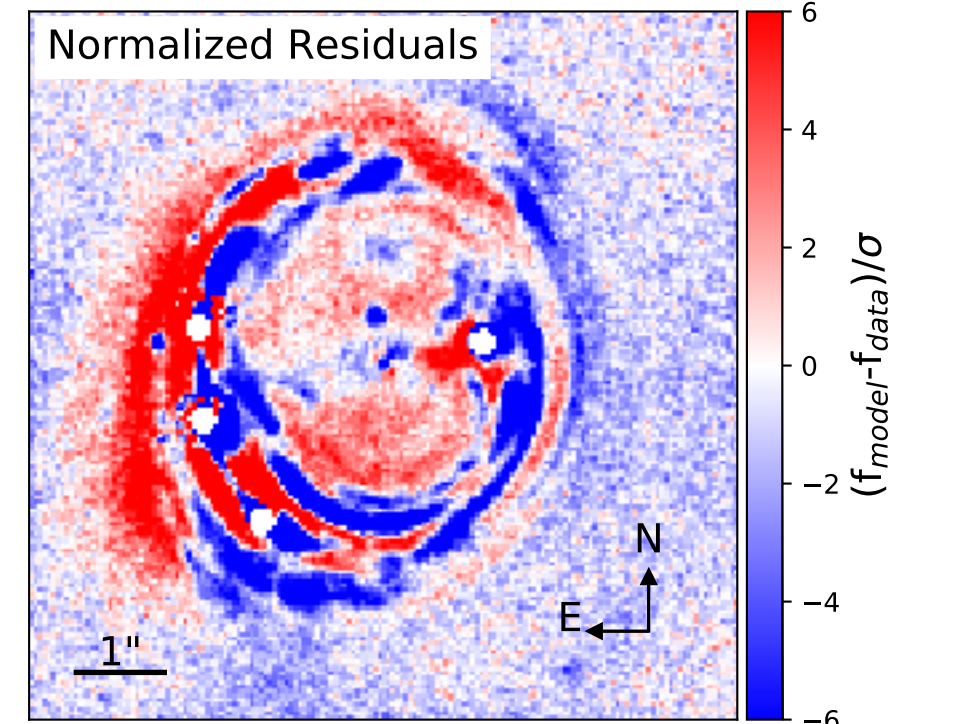 Normalized Residuals
6
4
2
0
−2
−4
−6
(f_model-f_data)/σ
N
E
1"